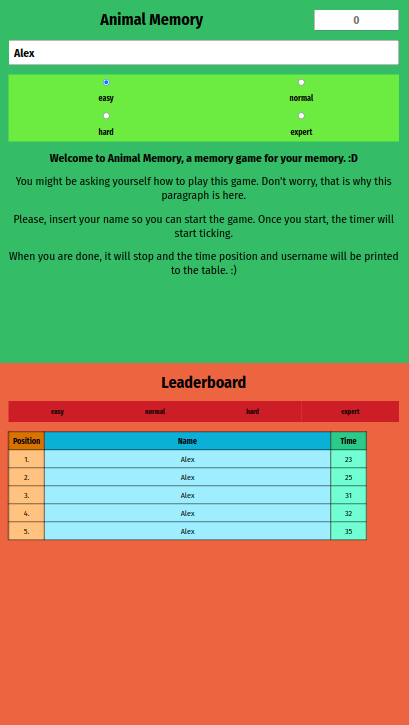 Animal Memory 0
Alex
easy normal
hard expert
Welcome to Animal Memory, a memory game for your memory. :D
You might be asking yourself how to play this game. Don't worry, that is why this
paragraph is here.
Please, insert your name so you can start the game. Once you start, the timer will
start ticking.
When you are done, it will stop and the time position and username will be printed
to the table. :)
Leaderboard
easy normal hard expert
Position Name Time
1. Alex 23
2. Alex 25
3. Alex 31
4. Alex 32
5. Alex 35